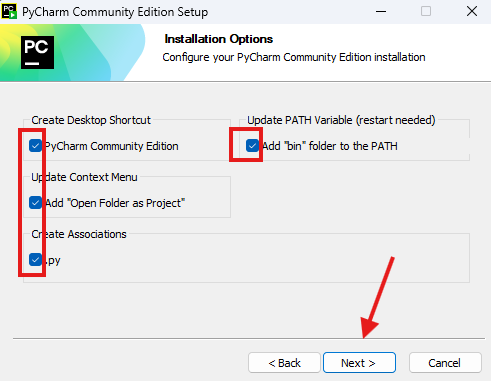 PyCharm Community Edition Setup
PC
Installation Options
Configure your PyCharm Community Edition installation
Create Desktop Shortcut
PyCharm Community Edition
Update PATH Variable (restart needed)
Add "bin" folder to the PATH
Update Context Menu
Add "Open Folder as Project"
Create Associations
.py
< Back
Next >
Cancel